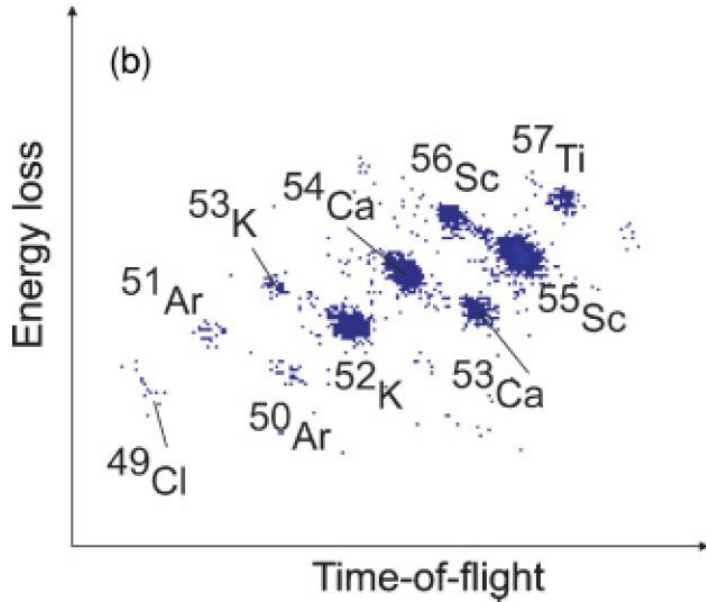 (b)
57Ti
56Sc
54Ca
53K
51Ar
55Sc
53Ca
52K
50Ar
49Cl
Energy loss
Time-of-flight